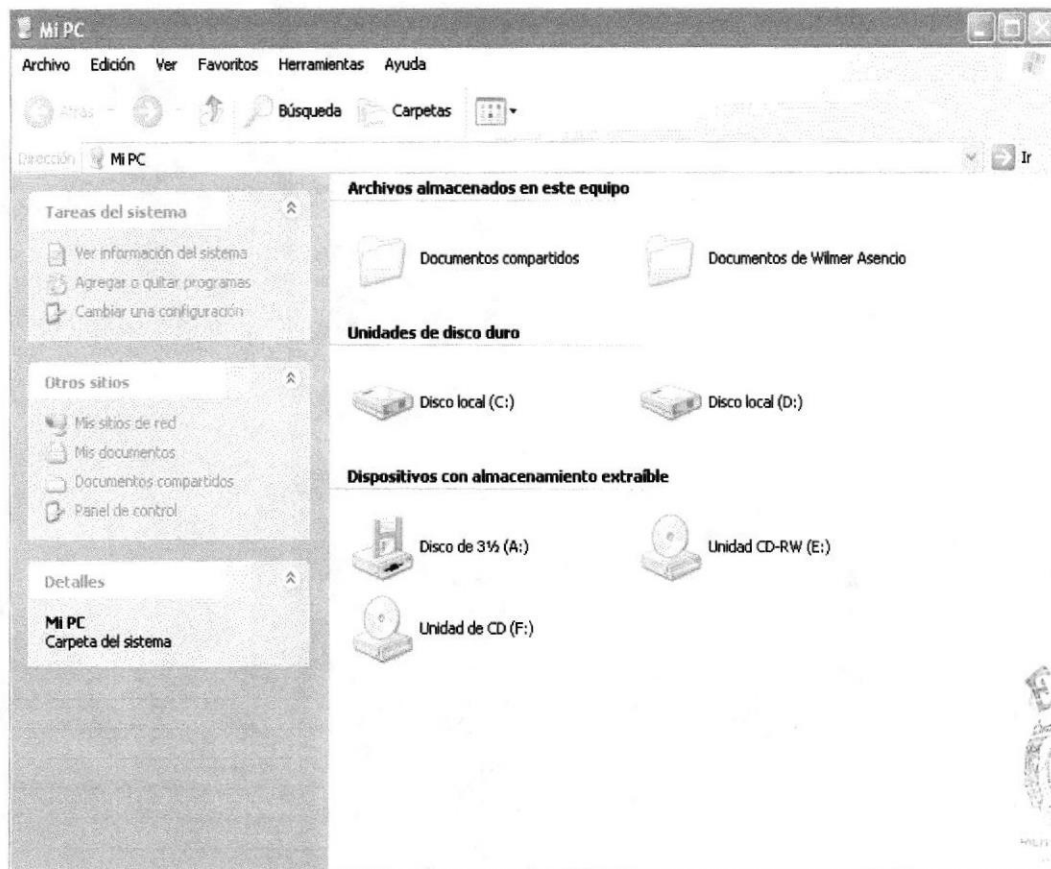 Mi PC
Archivo Edición Ver Favoritos Herramientas Ayuda
Atrás Búsqueda Carpetas
Dirección Mi PC Ir
Tareas del sistema
Ver información del sistema
Agregar o quitar programas
Cambiar una configuración
Otros sitios
Mis sitios de red
Mis documentos
Documentos compartidos
Panel de control
Detalles
Mi PC
Carpeta del sistema
Archivos almacenados en este equipo
Documentos compartidos Documentos de Wilmer Asencio
Unidades de disco duro
Disco local (C:) Disco local (D:)
Dispositivos con almacenamiento extraíble
Disco de 3½ (A:) Unidad CD-RW (E:)
Unidad de CD (F:)